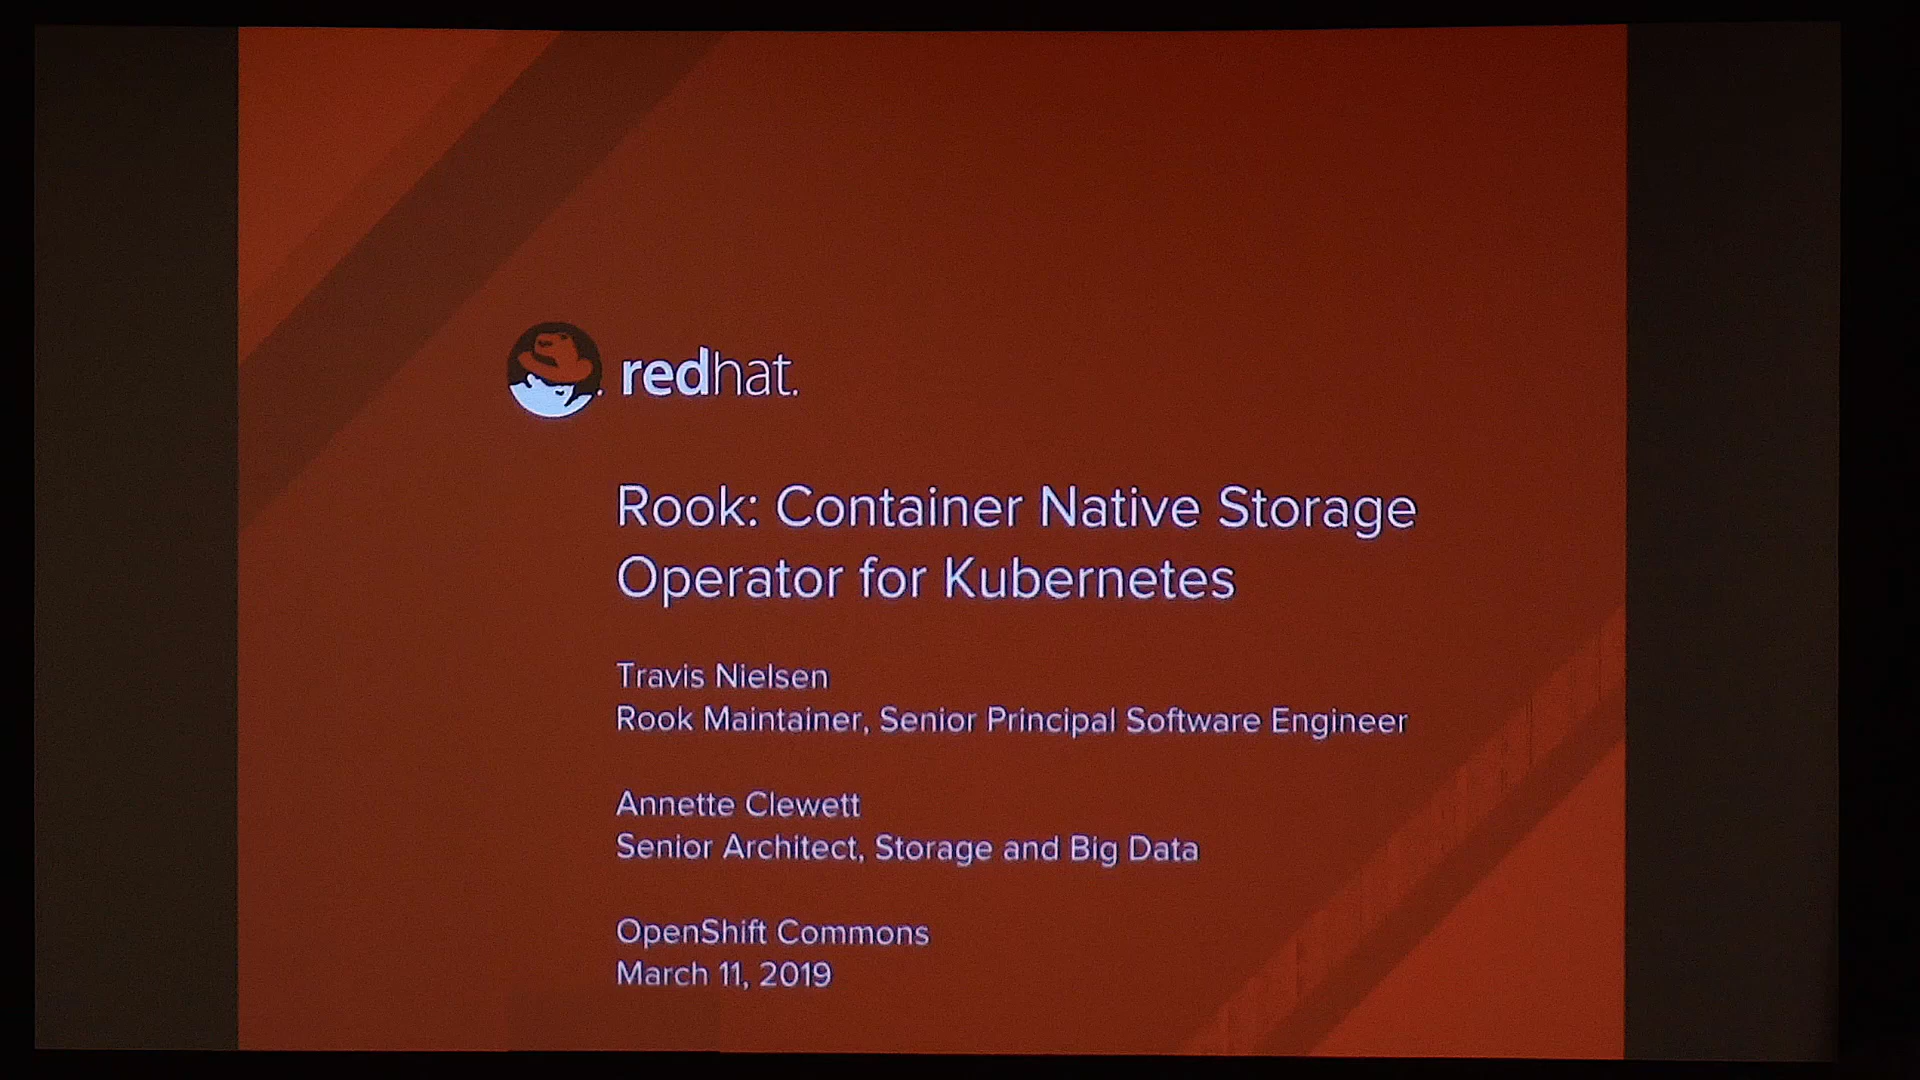 redhat.
Rook: Container Native Storage
Operator for Kubernetes
Travis Nielsen
Rook Maintainer, Senior Principal Software Engineer
Annette Clewett
Senior Architect, Storage and Big Data
OpenShift Commons
March 11, 2019